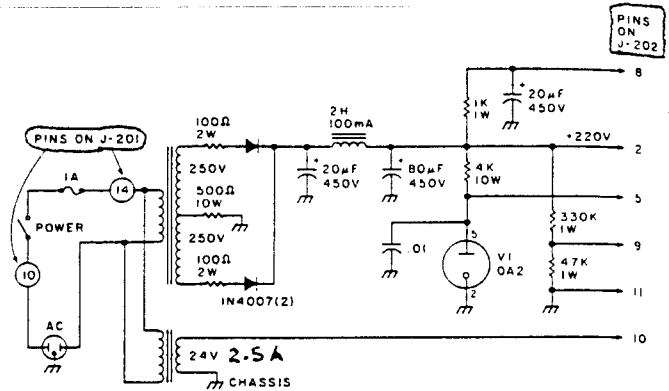 PINS
ON
J-202
8
1K
1W
+
20µF
450V
100Ω
2W
2H
100mA
PINS ON J-201
+220V
2
1A
14
250V
+
20µF
450V
+
80µF
450V
4K
10W
500Ω
10W
5
POWER
330K
1W
250V
.01
5
9
10
100Ω
2W
V1
0A2
47K
1W
2
11
1N4007(2)
AC
10
24V 2.5A
CHASSIS